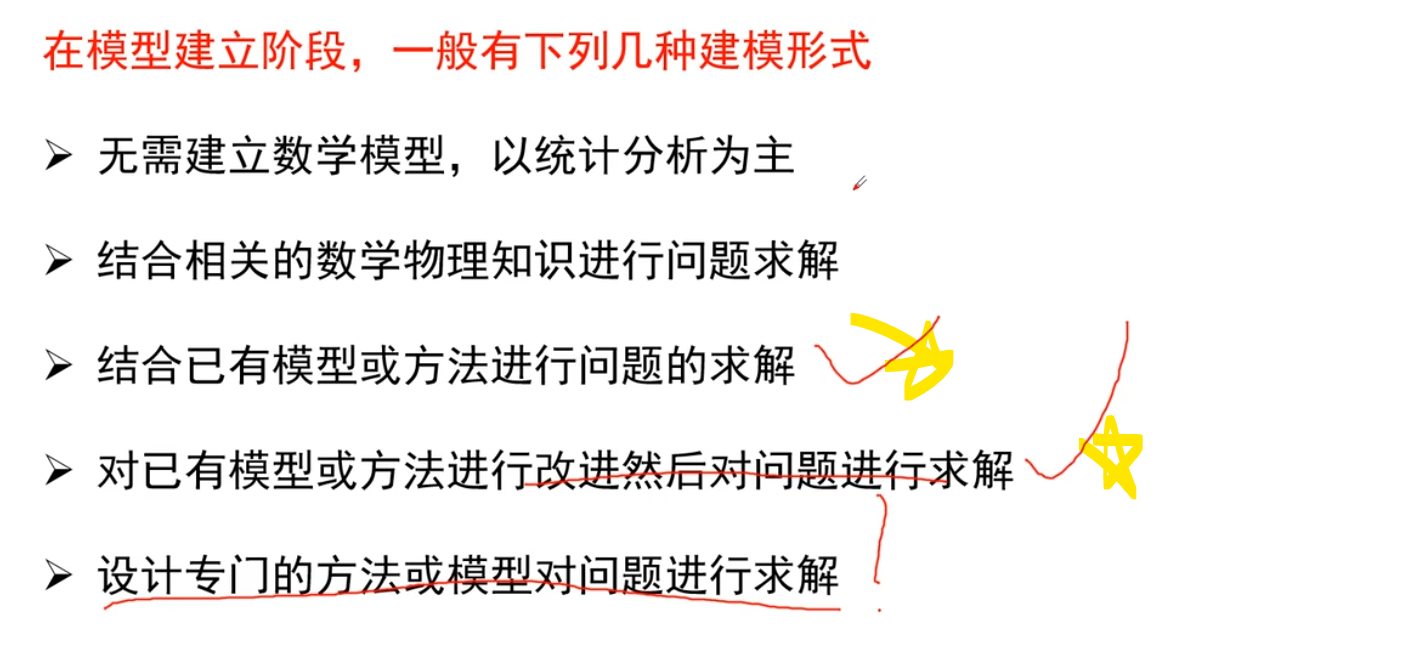 在模型建立阶段，一般有下列几种建模形式
➢ 无需建立数学模型，以统计分析为主
➢ 结合相关的数学物理知识进行问题求解
➢ 结合已有模型或方法进行问题的求解
➢ 对已有模型或方法进行改进然后对问题进行求解
➢ 设计专门的方法或模型对问题进行求解